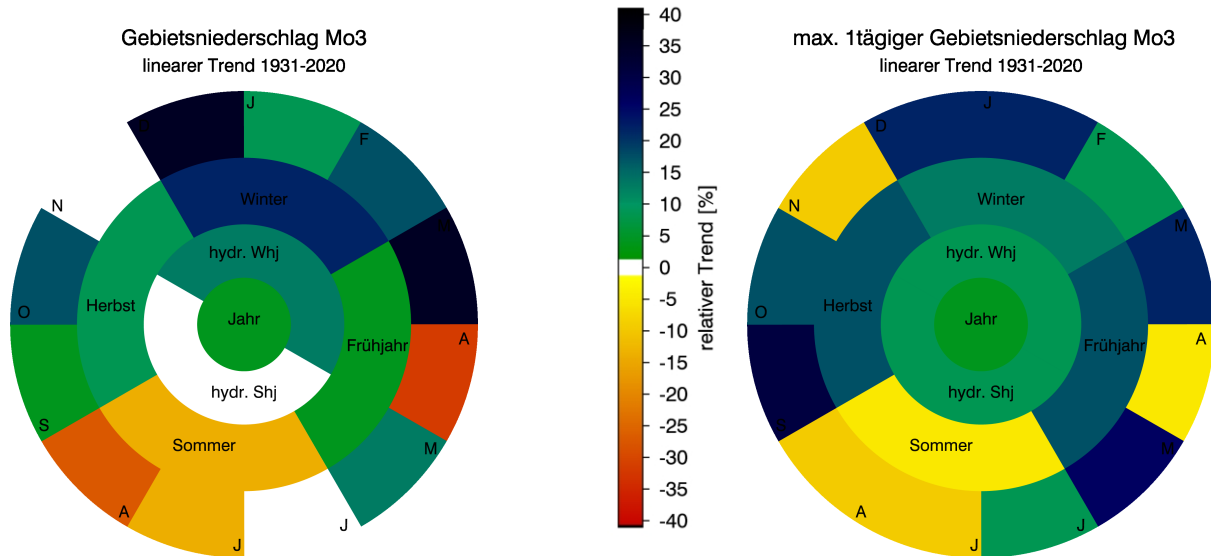 Gebietsniederschlag Mo3
linearer Trend 1931-2020
J
F
M
A
M
J
J
A
S
O
N
D
Winter
hydr. Whj
Jahr
Herbst
Frühjahr
hydr. Shj
Sommer
40
35
30
25
20
15
10
5
0
-5
-10
-15
-20
-25
-30
-35
-40
relativer Trend [%]
max. 1tägiger Gebietsniederschlag Mo3
linearer Trend 1931-2020
J
F
M
A
M
J
J
A
S
O
N
D
Winter
hydr. Whj
Jahr
Herbst
Frühjahr
hydr. Shj
Sommer